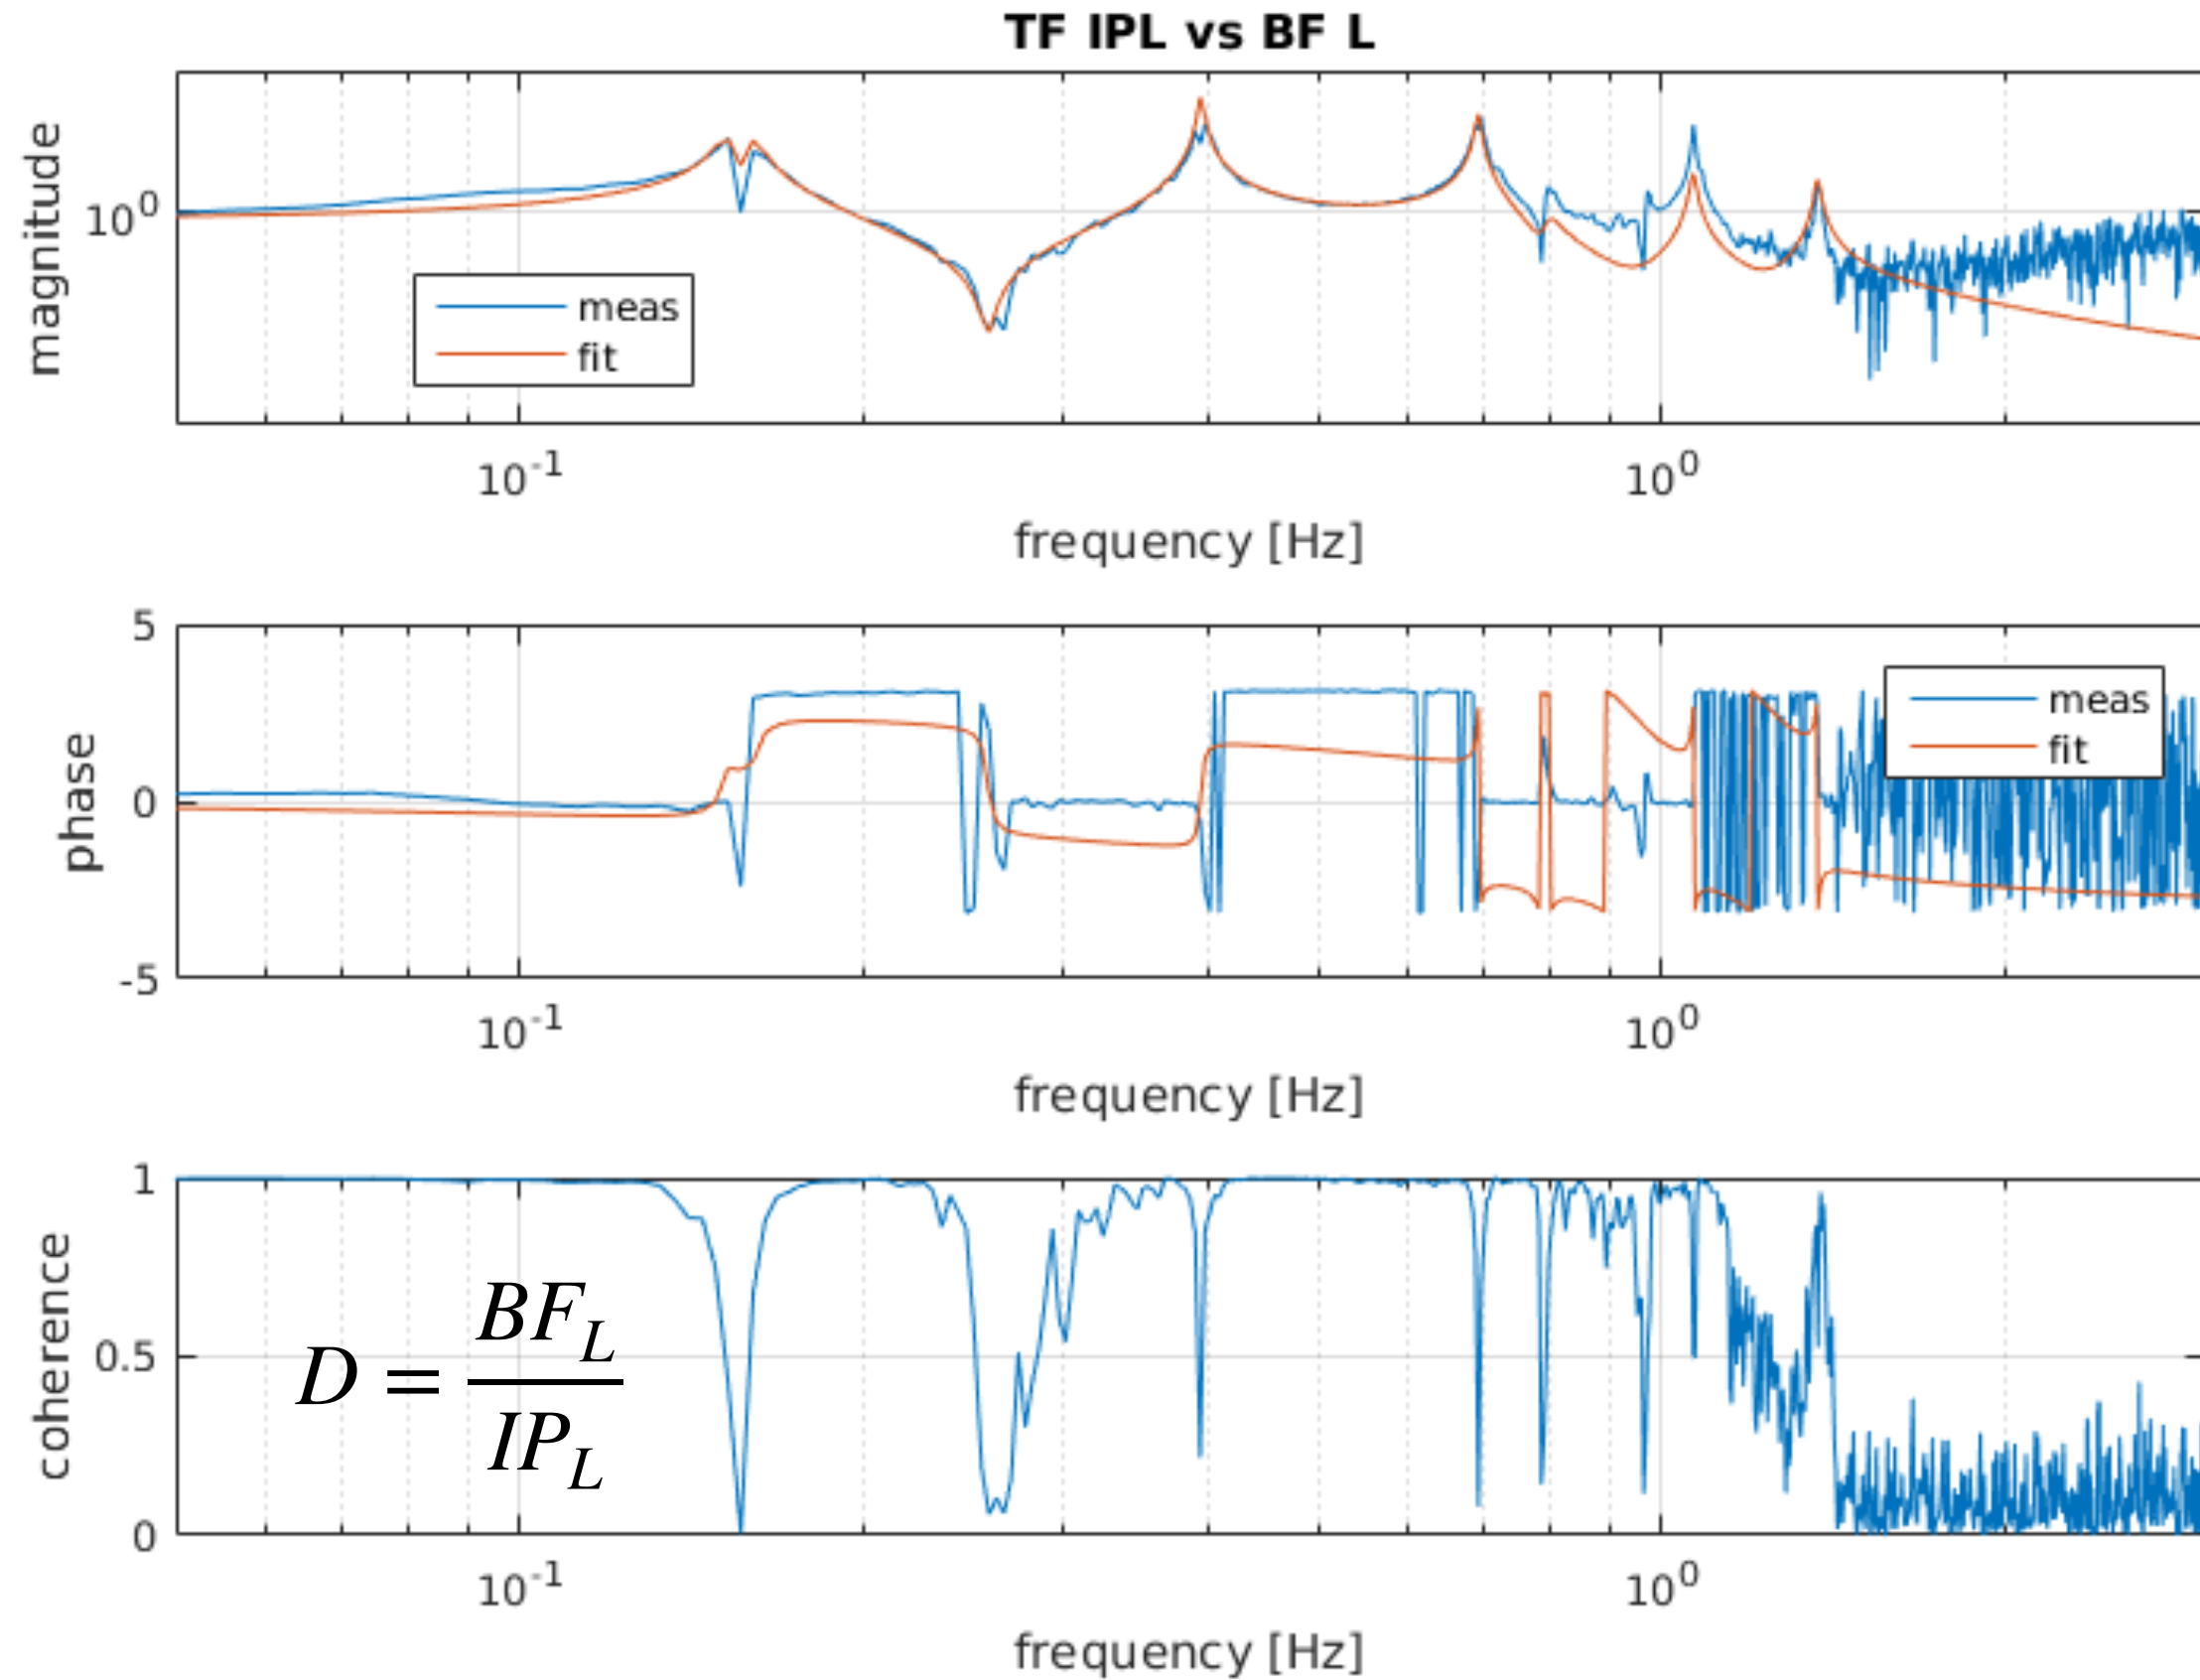 TF IPL vs BF L
magnitude
10^0
meas
fit
10^-1
10^0
frequency [Hz]
phase
5
0
-5
meas
fit
10^-1
10^0
frequency [Hz]
coherence
1
0.5
0
D = BF_L / IP_L
10^-1
10^0
frequency [Hz]